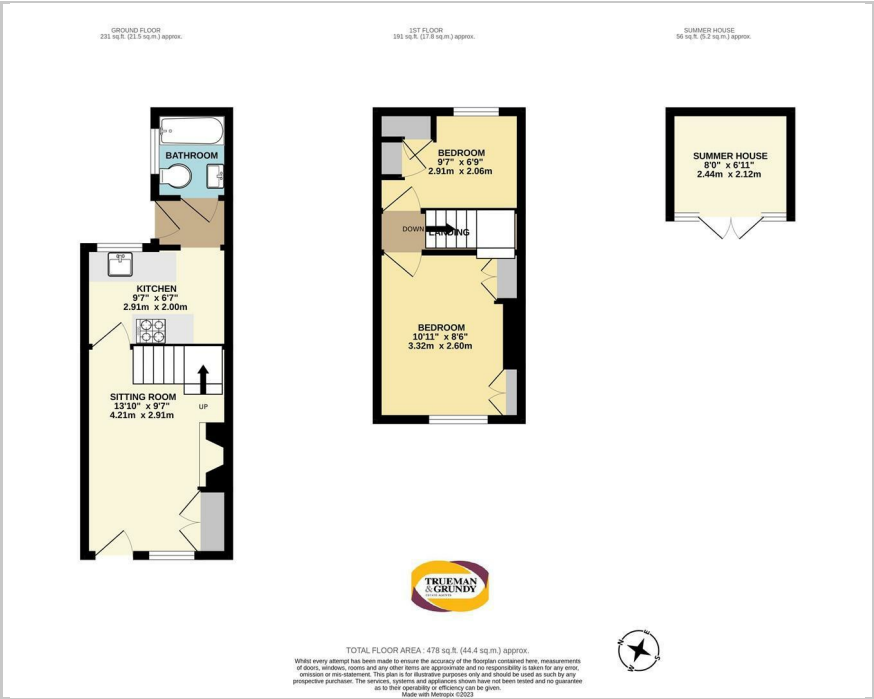 GROUND FLOOR
231 sq.ft. (21.5 sq.m.) approx.
1ST FLOOR
191 sq.ft. (17.8 sq.m.) approx.
SUMMER HOUSE
56 sq.ft. (5.2 sq.m.) approx.
BATHROOM
KITCHEN
9'7" x 6'7"
2.91m x 2.00m
SITTING ROOM
13'10" x 9'7"
4.21m x 2.91m
UP
BEDROOM
9'7" x 6'9"
2.91m x 2.06m
DOWN
LANDING
BEDROOM
10'11" x 8'6"
3.32m x 2.60m
SUMMER HOUSE
8'0" x 6'11"
2.44m x 2.12m
TRUEMAN
& GRUNDY
ESTATE AGENTS
TOTAL FLOOR AREA : 478 sq.ft. (44.4 sq.m.) approx.
Whilst every attempt has been made to ensure the accuracy of the floorplan contained here, measurements
of doors, windows, rooms and any other items are approximate and no responsibility is taken for any error,
omission or mis-statement. This plan is for illustrative purposes only and should be used as such by any
prospective purchaser. The services, systems and appliances shown have not been tested and no guarantee
as to their operability or efficiency can be given.
Made with Metropix ©2023
N
E
S
W